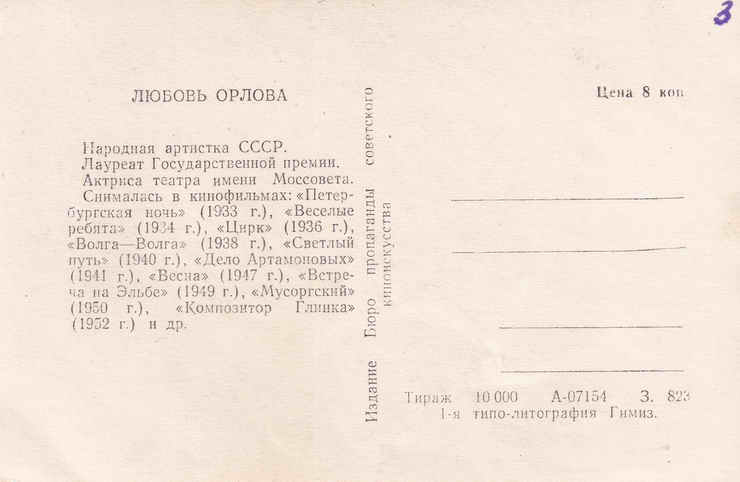 3
ЛЮБОВЬ ОРЛОВА
Народная артистка СССР.
Лауреат Государственной премии.
Актриса театра имени Моссовета.
Снималась в кинофильмах: «Петер-
бургская ночь» (1933 г.), «Веселые
ребята» (1934 г.), «Цирк» (1936 г.),
«Волга—Волга» (1938 г.), «Светлый
путь» (1940 г.), «Дело Артамоновых»
(1941 г.), «Весна» (1947 г.), «Встре-
ча на Эльбе» (1949 г.), «Мусоргский»
(1950 г.), «Композитор Глинка»
(1952 г.) и др.
Издание Бюро пропаганды советского
киноискусства
Цена 8 коп
Тираж 10 000 А-07154 З. 823
1-я типо-литография Гимиз.